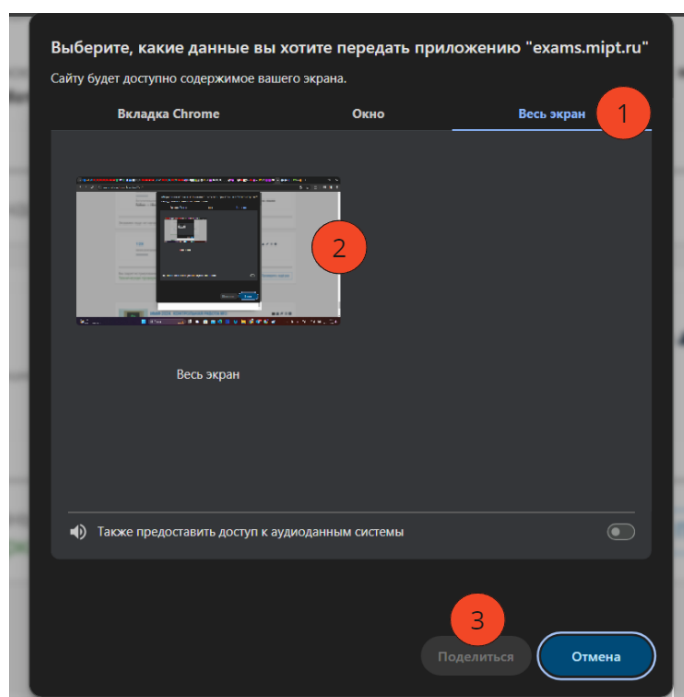 Выберите, какие данные вы хотите передать приложению "exams.mipt.ru"
Сайту будет доступно содержимое вашего экрана.
Вкладка Chrome
Окно
Весь экран
1
2
Весь экран
Также предоставить доступ к аудиоданным системы
3
Поделиться
Отмена